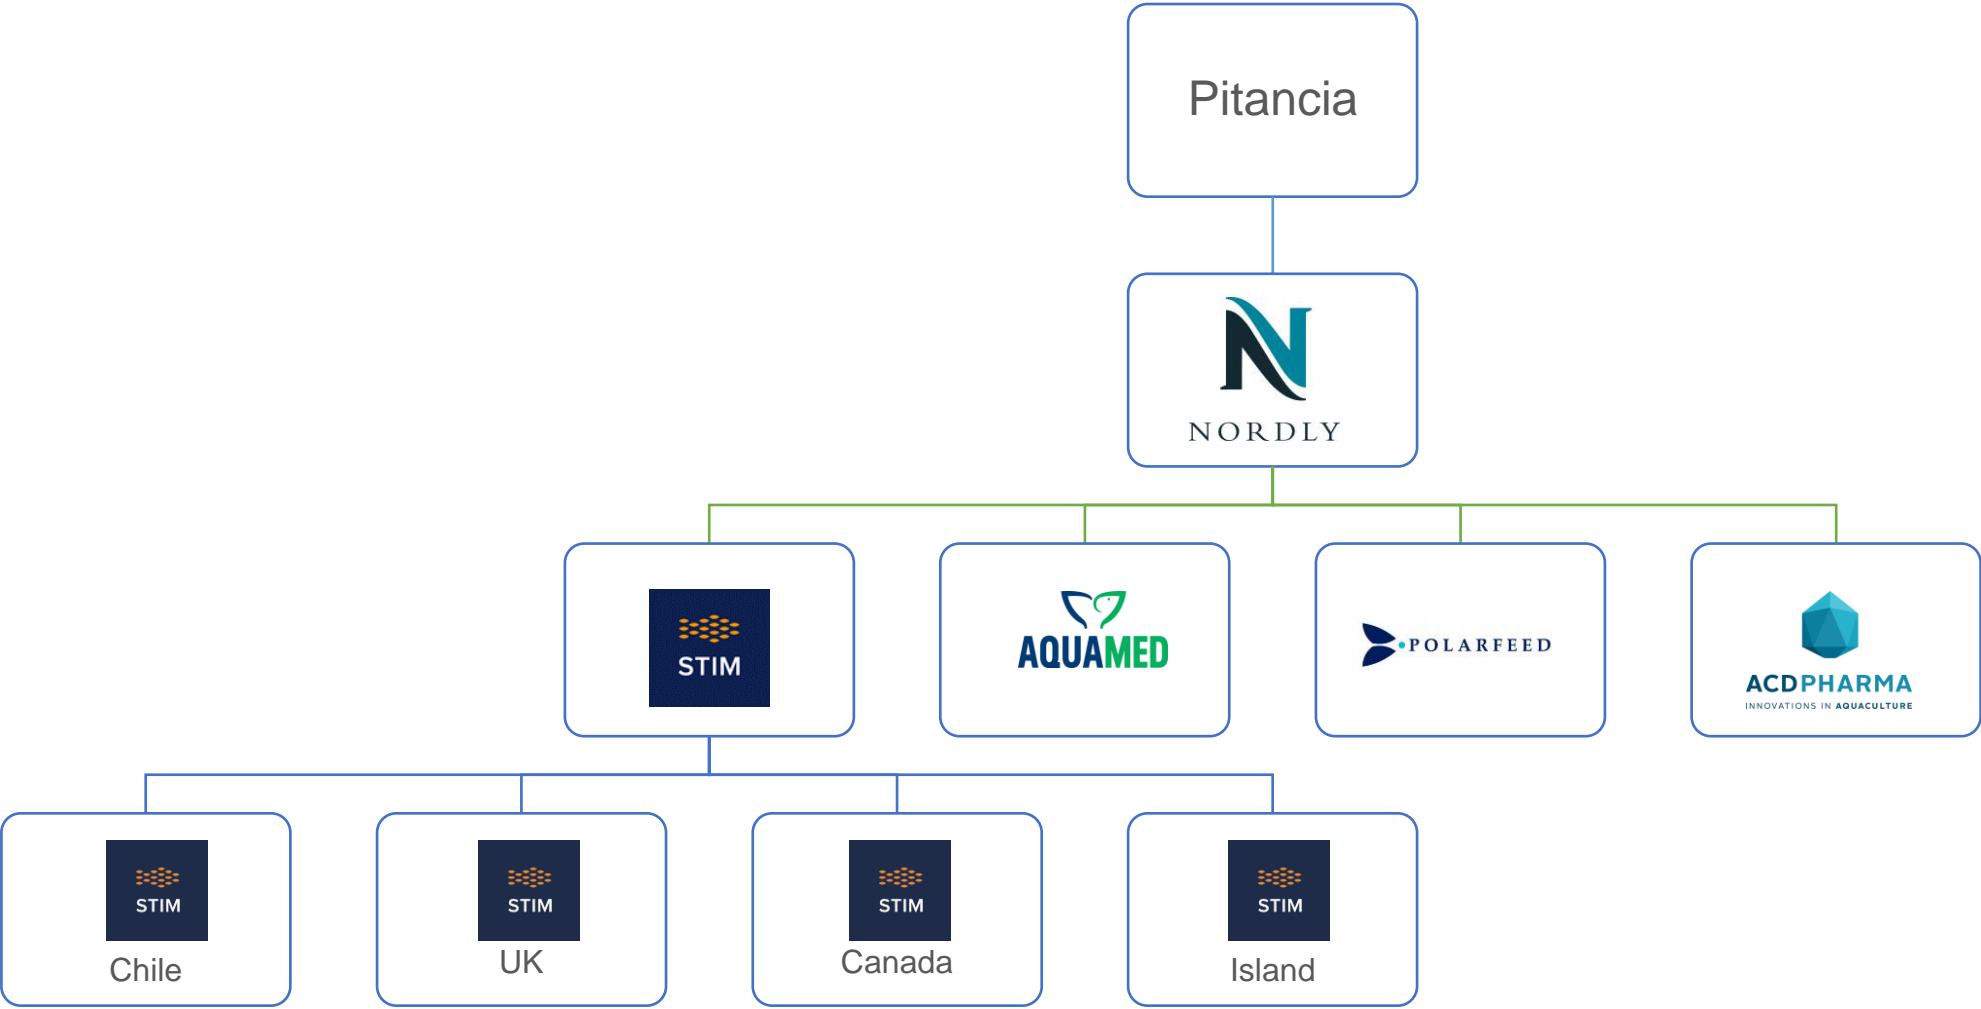 Pitancia
NORDLY
STIM
AQUAMED
POLARFEED
ACDPHARMA
INNOVATIONS IN AQUACULTURE
STIM
Chile
STIM
UK
STIM
Canada
STIM
Island